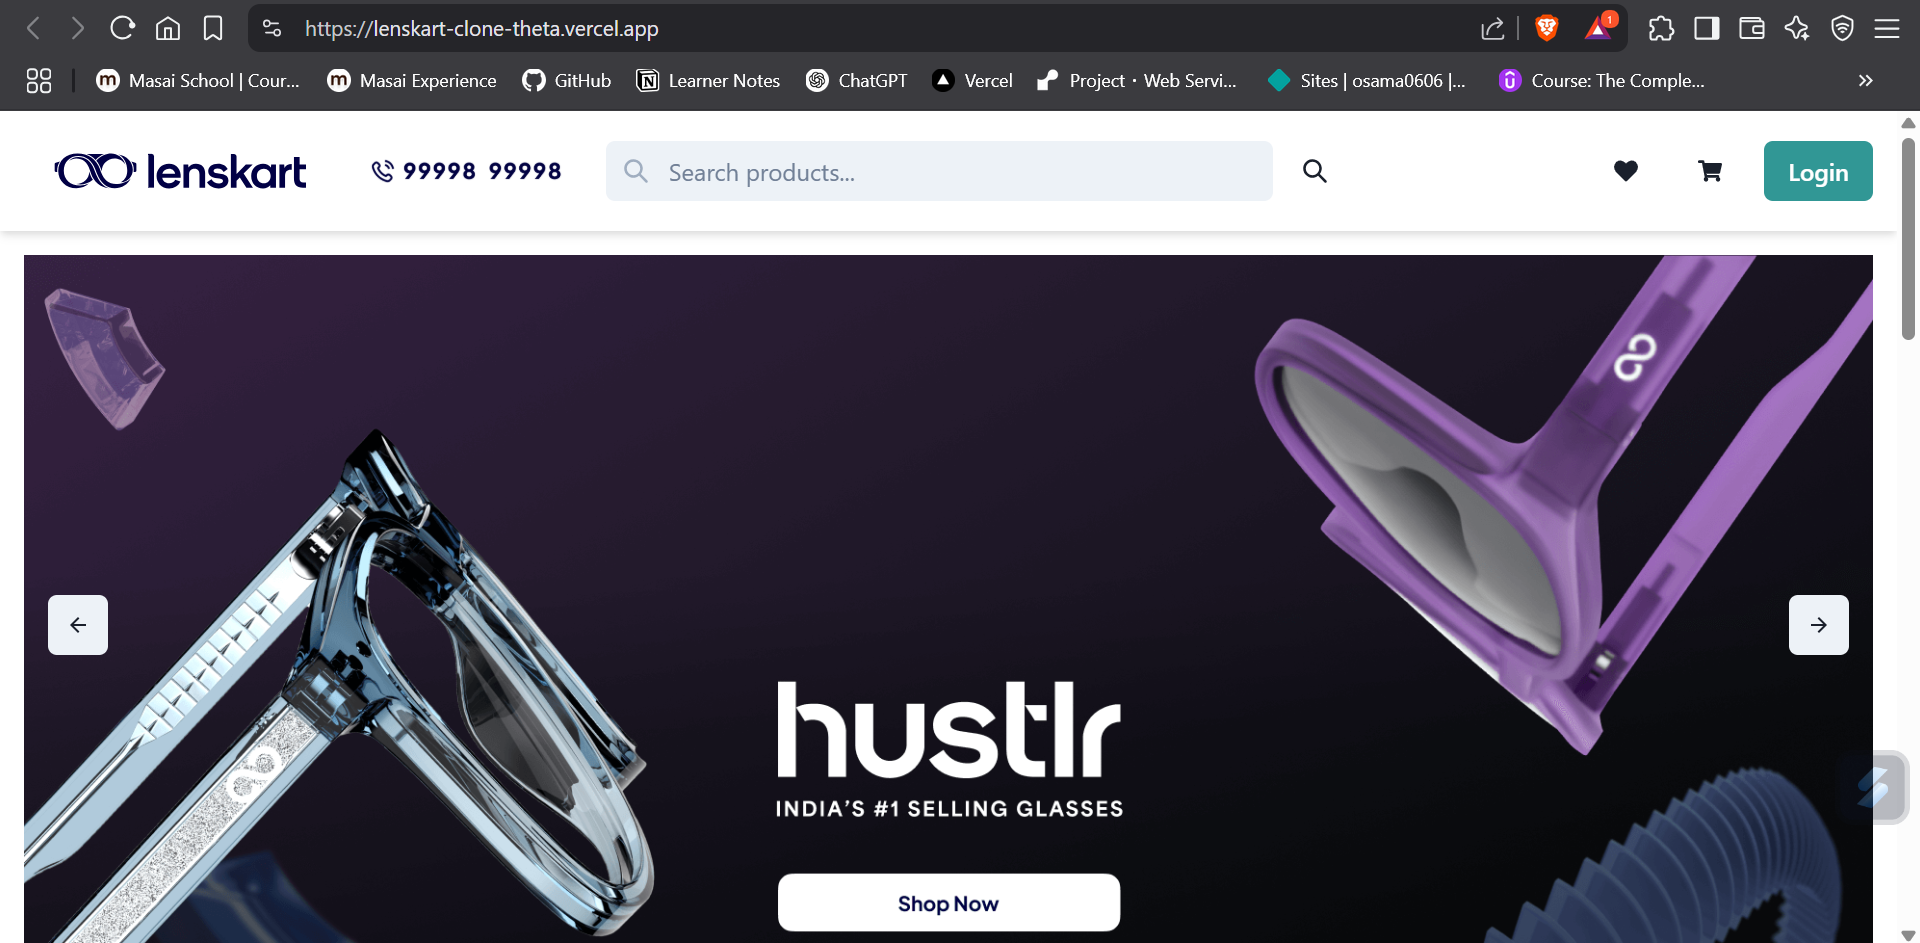 https://lenskart-clone-theta.vercel.app
1
Masai School | Cour...
Masai Experience
GitHub
Learner Notes
ChatGPT
Vercel
Project · Web Servi...
Sites | osama0606 |...
Course: The Comple...
lenskart
99998 99998
Search products...
Login
hustlr
INDIA'S #1 SELLING GLASSES
Shop Now